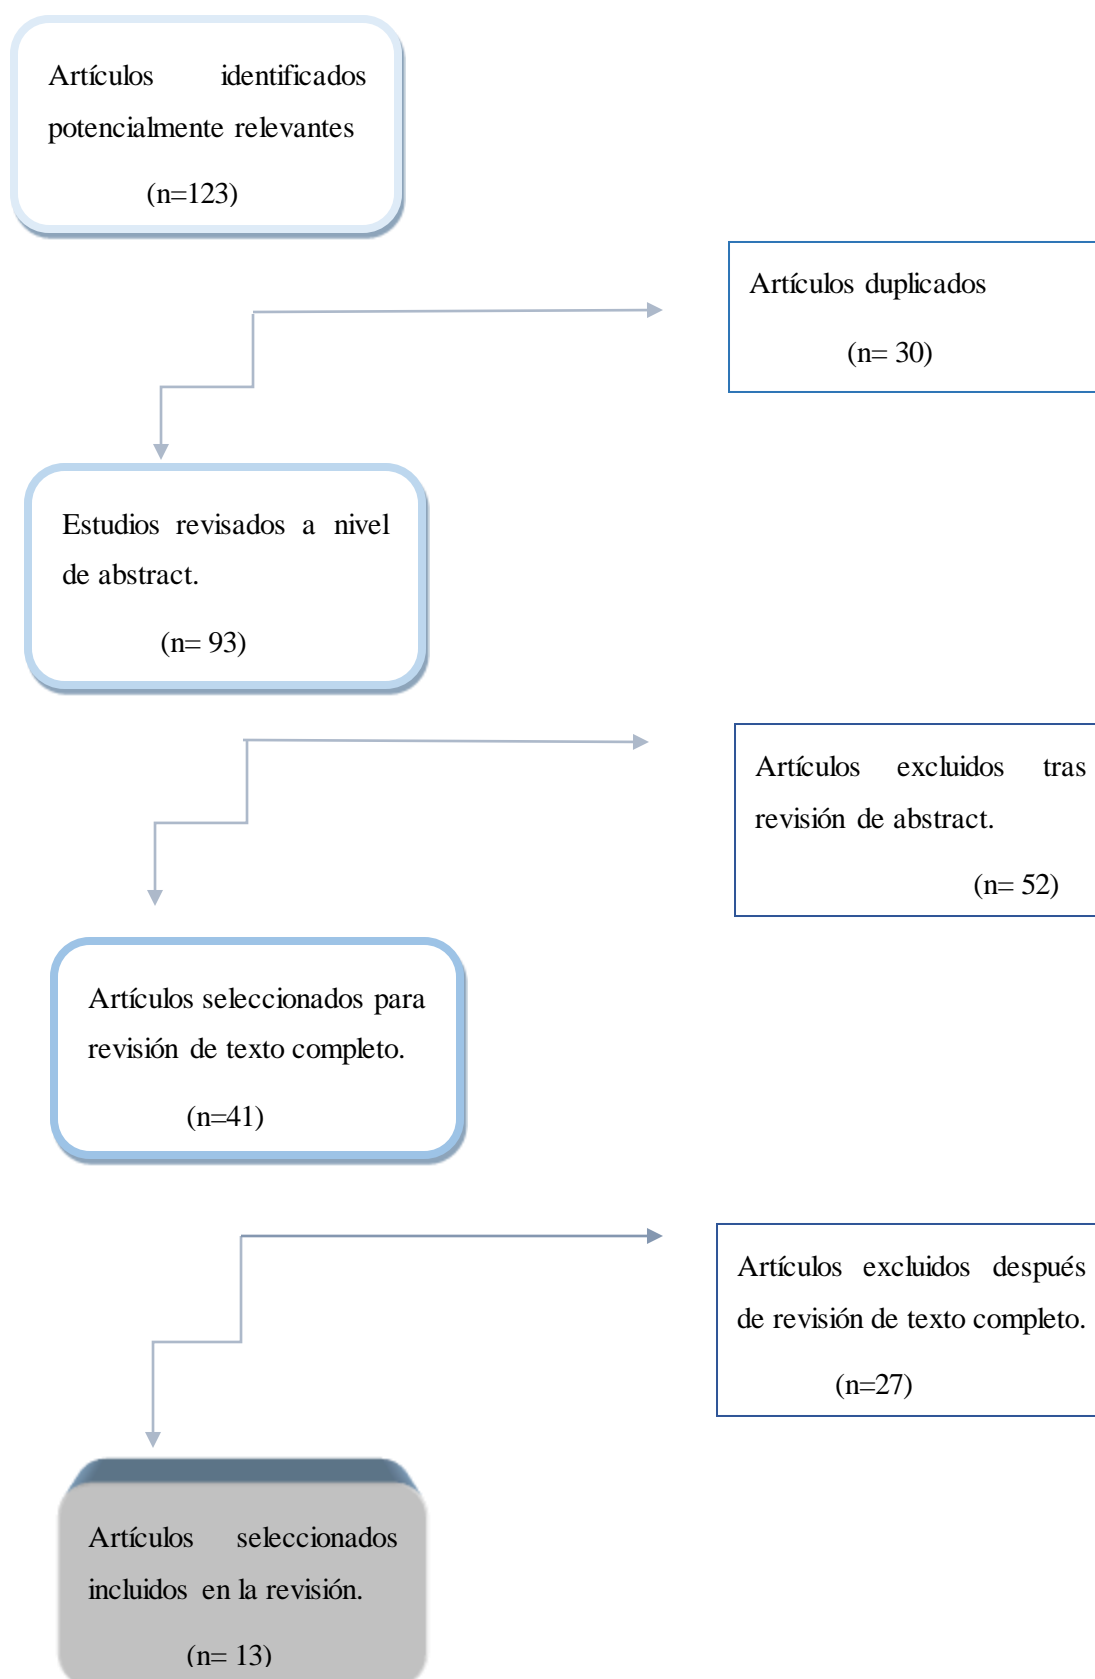 Artículos identificados
potencialmente relevantes
(n=123)
Artículos duplicados
(n= 30)
Estudios revisados a nivel
de abstract.
(n= 93)
Artículos excluidos tras
revisión de abstract.
(n= 52)
Artículos seleccionados para
revisión de texto completo.
(n=41)
Artículos excluidos después
de revisión de texto completo.
(n=27)
Artículos seleccionados
incluidos en la revisión.
(n= 13)